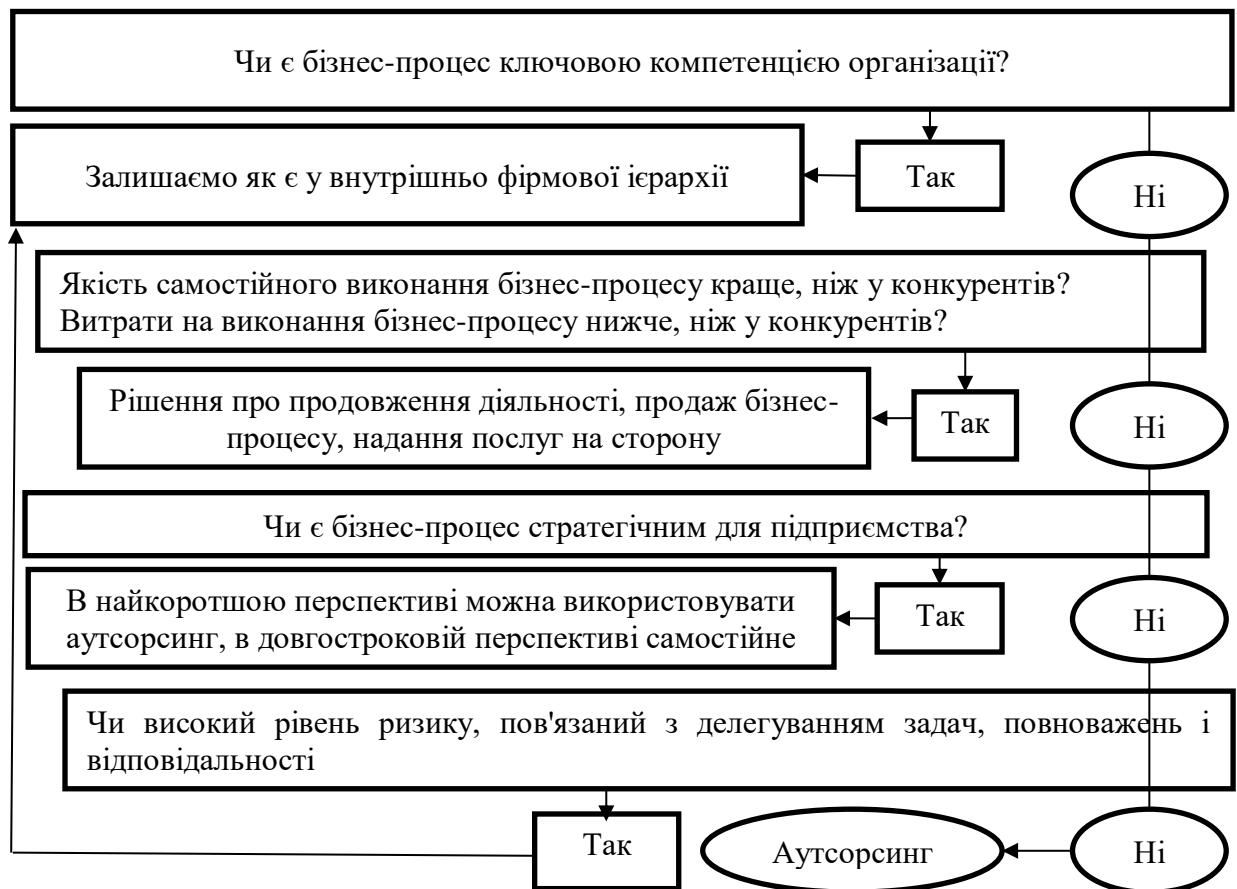 Чи є бізнес-процес ключовою компетенцією організації?
Залишаємо як є у внутрішньо фірмової ієрархії
Так
Ні
Якість самостійного виконання бізнес-процесу краще, ніж у конкурентів?
Витрати на виконання бізнес-процесу нижче, ніж у конкурентів?
Рішення про продовження діяльності, продаж бізнес-
процесу, надання послуг на сторону
Так
Ні
Чи є бізнес-процес стратегічним для підприємства?
В найкоротшою перспективі можна використовувати
аутсорсинг, в довгостроковій перспективі самостійне
Так
Ні
Чи високий рівень ризику, пов'язаний з делегуванням задач, повноважень і
відповідальності
Так
Аутсорсинг
Ні